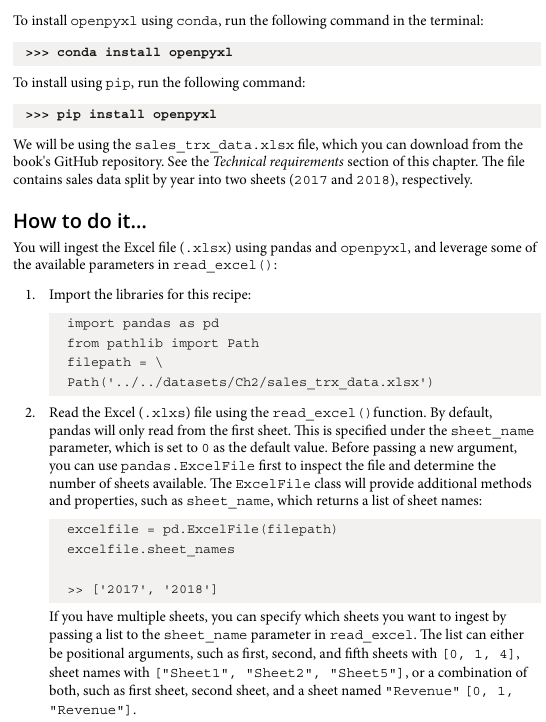 To install openpyxl using conda, run the following command in the terminal:
>>> conda install openpyxl
To install using pip, run the following command:
>>> pip install openpyxl
We will be using the sales_trx_data.xlsx file, which you can download from the
book's GitHub repository. See the Technical requirements section of this chapter. The file
contains sales data split by year into two sheets (2017 and 2018), respectively.
How to do it...
You will ingest the Excel file (.xlsx) using pandas and openpyxl, and leverage some of
the available parameters in read_excel():
1. Import the libraries for this recipe:
import pandas as pd
from pathlib import Path
filepath = \
Path('../../datasets/Ch2/sales_trx_data.xlsx')
2. Read the Excel (.xlxs) file using the read_excel()function. By default,
pandas will only read from the first sheet. This is specified under the sheet_name
parameter, which is set to 0 as the default value. Before passing a new argument,
you can use pandas.ExcelFile first to inspect the file and determine the
number of sheets available. The ExcelFile class will provide additional methods
and properties, such as sheet_name, which returns a list of sheet names:
excelfile = pd.ExcelFile(filepath)
excelfile.sheet_names
>> ['2017', '2018']
If you have multiple sheets, you can specify which sheets you want to ingest by
passing a list to the sheet_name parameter in read_excel. The list can either
be positional arguments, such as first, second, and fifth sheets with [0, 1, 4],
sheet names with ["Sheet1", "Sheet2", "Sheet5"], or a combination of
both, such as first sheet, second sheet, and a sheet named "Revenue" [0, 1,
"Revenue"].